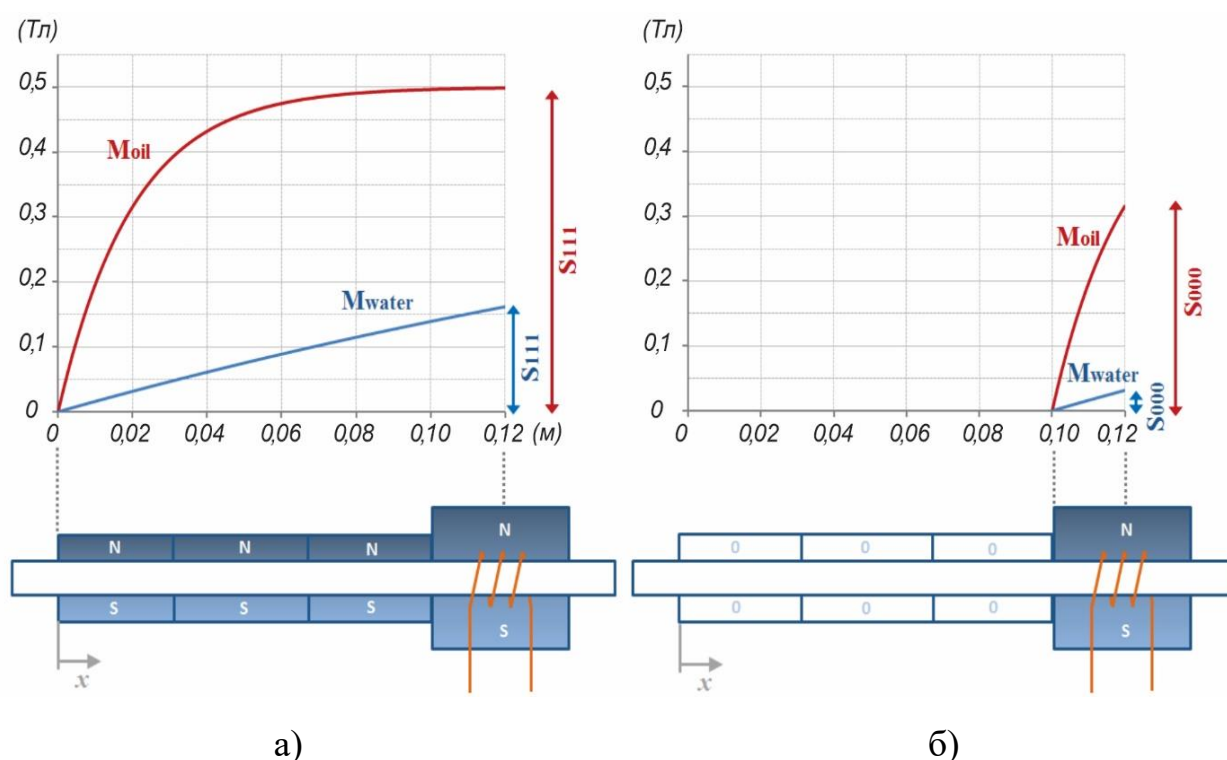 (Тл)
0,5
0,4
0,3
0,2
0,1
0
Moil
Mwater
S111
S111
0 0,02 0,04 0,06 0,08 0,10 0,12 (м)
N N N N
S S S S
x
а)
(Тл)
0,5
0,4
0,3
0,2
0,1
0
Moil
Mwater
S000
S000
0 0,02 0,04 0,06 0,08 0,10 0,12
0 0 0 N
0 0 0 S
x
б)